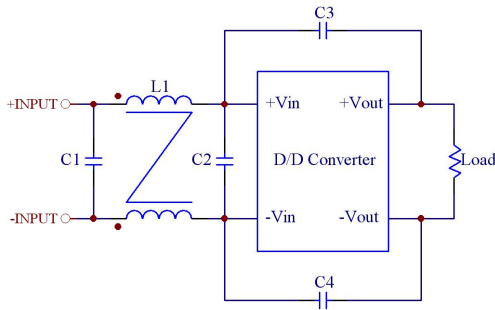 C3
L1
+INPUT
+Vin
+Vout
C1
C2
D/D Converter
Load
-INPUT
-Vin
-Vout
C4